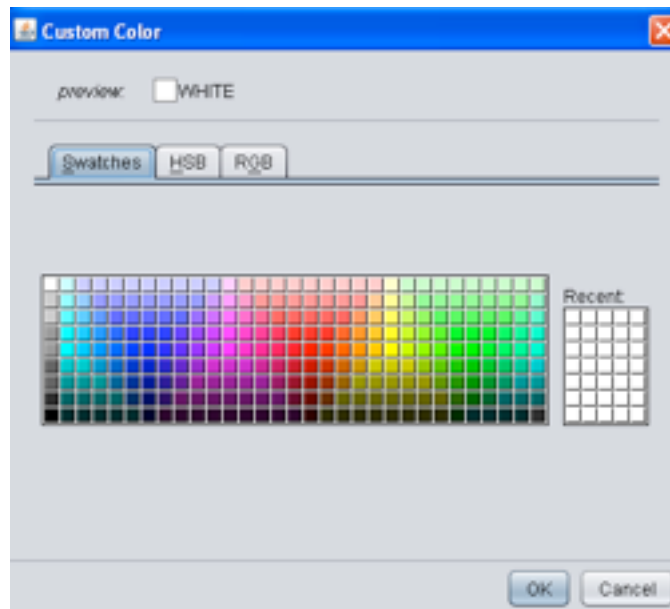 Custom Color
preview: WHITE
Swatches HSB RGB
Recent:
OK Cancel